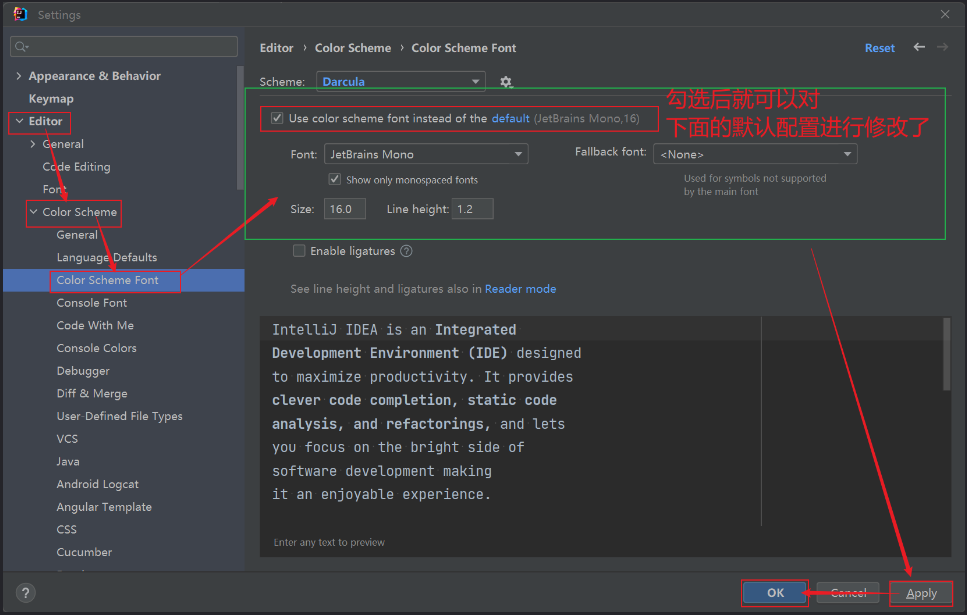 Settings
Appearance & Behavior
Keymap
Editor
General
Code Editing
Font
Color Scheme
General
Language Defaults
Color Scheme Font
Console Font
Code With Me
Console Colors
Debugger
Diff & Merge
User-Defined File Types
VCS
Java
Android Logcat
Angular Template
CSS
Cucumber
Editor › Color Scheme › Color Scheme Font
Reset
Scheme: Darcula
勾选后就可以对
下面的默认配置进行修改了
Use color scheme font instead of the default (JetBrains Mono,16)
Font: JetBrains Mono
Fallback font: <None>
Show only monospaced fonts
Used for symbols not supported
by the main font
Size: 16.0 Line height: 1.2
Enable ligatures ?
See line height and ligatures also in Reader mode
IntelliJ IDEA is an Integrated
Development Environment (IDE) designed
to maximize productivity. It provides
clever code completion, static code
analysis, and refactorings, and lets
you focus on the bright side of
software development making
it an enjoyable experience.
Enter any text to preview
?
OK Cancel Apply